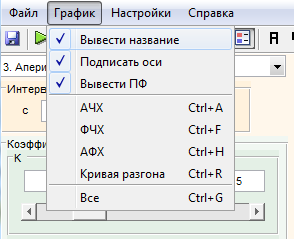 Файл График Настройки Справка
3. Апери
Вывести название
Подписать оси
Вывести ПФ
Интерв
с
АЧХ Ctrl+A
ФЧХ Ctrl+F
АФХ Ctrl+H
Коэффи
K
Кривая разгона Ctrl+R
5
Все Ctrl+G